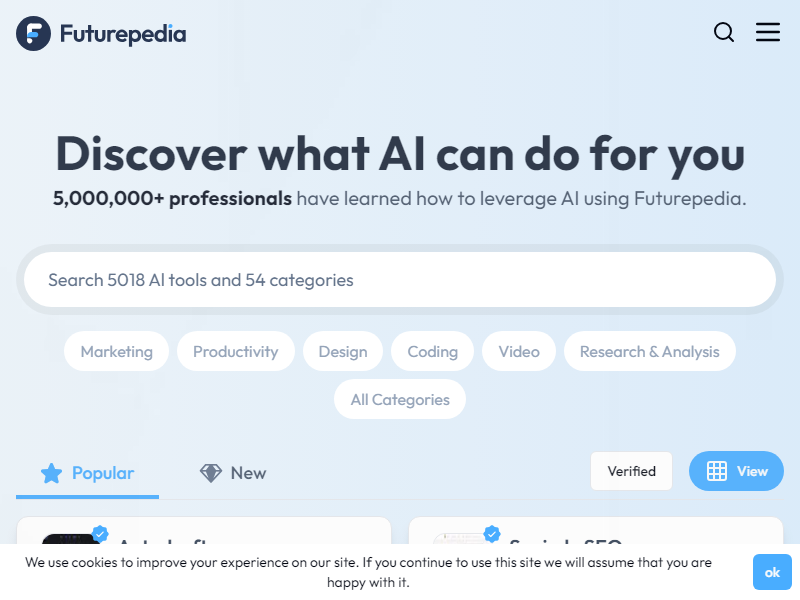 Futurepedia
Discover what AI can do for you
5,000,000+ professionals have learned how to leverage AI using Futurepedia.
Search 5018 AI tools and 54 categories
Marketing
Productivity
Design
Coding
Video
Research & Analysis
All Categories
Popular
New
Verified
View
We use cookies to improve your experience on our site. If you continue to use this site we will assume that you are
happy with it.
ok